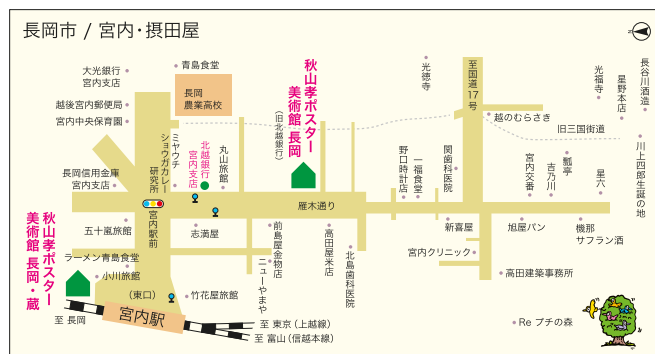 長岡市 / 宮内・摂田屋
大光銀行
宮内支店
青島食堂
長岡
農業高校
越後宮内郵便局
宮内中央保育園
長岡信用金庫
宮内支店
ミヤウチ
ショウガカレー
研究所
北越銀行
宮内支店
丸山旅館
秋山孝ポスター
美術館 長岡
(旧北越銀行)
光徳寺
至国道17号
越のむらさき
旧三国街道
光福寺
星野本店
長谷川酒造
川上四郎生誕の地
野口時計店
一福食堂
関歯科医院
宮内交番
吉乃川
瓢亭
星六
雁木通り
宮内駅前
五十嵐旅館
志満屋
前島屋金物店
ニューやまや
高田屋米店
北島歯科医院
新喜屋
旭屋パン
機那
サフラン酒
宮内クリニック
高田建築事務所
秋山孝ポスター
美術館 長岡・蔵
ラーメン青島食堂
小川旅館
(東口)
竹花屋旅館
宮内駅
至 長岡
至 東京(上越線)
至 富山(信越本線)
Re プチの森